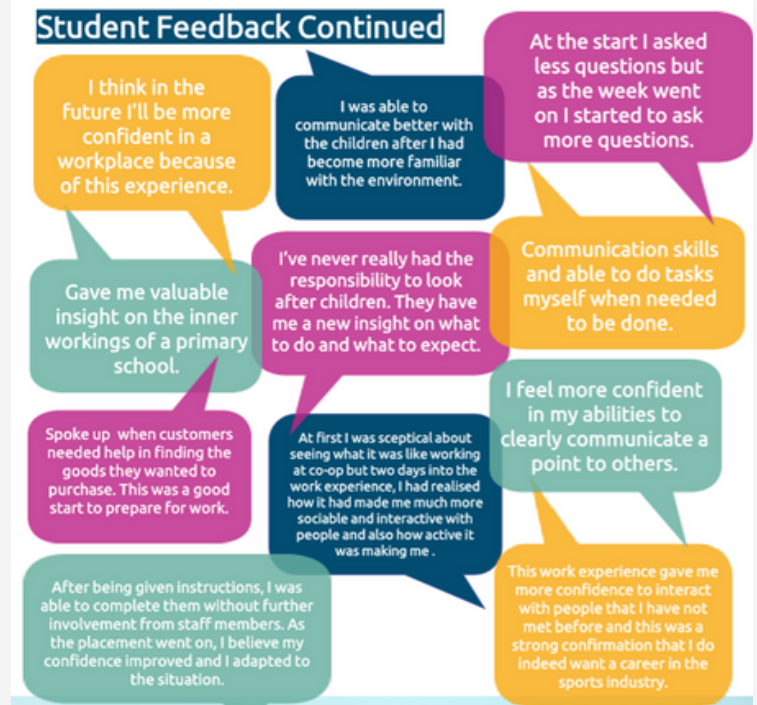 Student Feedback Continued
I think in the
future I'll be more
confident in a
workplace because
of this experience.
I was able to
communicate better with
the children after I had
become more familiar
with the environment.
At the start I asked
less questions but
as the week went
on I started to ask
more questions.
Gave me valuable
insight on the inner
workings of a primary
school.
I've never really had the
responsibility to look
after children. They have
me a new insight on what
to do and what to expect.
Communication skills
and able to do tasks
myself when needed
to be done.
Spoke up when customers
needed help in finding the
goods they wanted to
purchase. This was a good
start to prepare for work.
At first I was sceptical about
seeing what it was like working
at co-op but two days into the
work experience, I had realised
how it had made me much more
sociable and interactive with
people and also how active it
was making me .
I feel more confident
in my abilities to
clearly communicate a
point to others.
After being given instructions, I was
able to complete them without further
involvement from staff members. As
the placement went on, I believe my
confidence improved and I adapted to
the situation.
This work experience gave me
more confidence to interact
with people that I have not
met before and this was a
strong confirmation that I do
indeed want a career in the
sports industry.